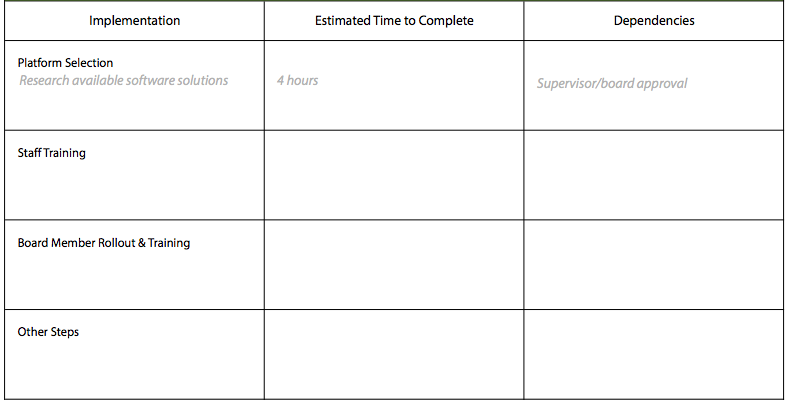 Implementation
Estimated Time to Complete
Dependencies
Platform Selection
Research available software solutions
4 hours
Supervisor/board approval
Staff Training
Board Member Rollout & Training
Other Steps